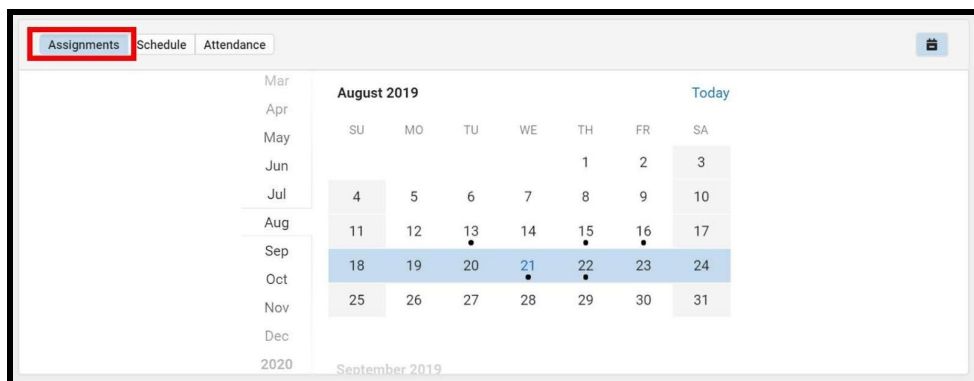 Assignments Schedule Attendance
Mar
Apr
May
Jun
Jul
Aug
Sep
Oct
Nov
Dec
2020
August 2019 Today
SU MO TU WE TH FR SA
1 2 3
4 5 6 7 8 9 10
11 12 13 14 15 16 17
18 19 20 21 22 23 24
25 26 27 28 29 30 31
September 2019